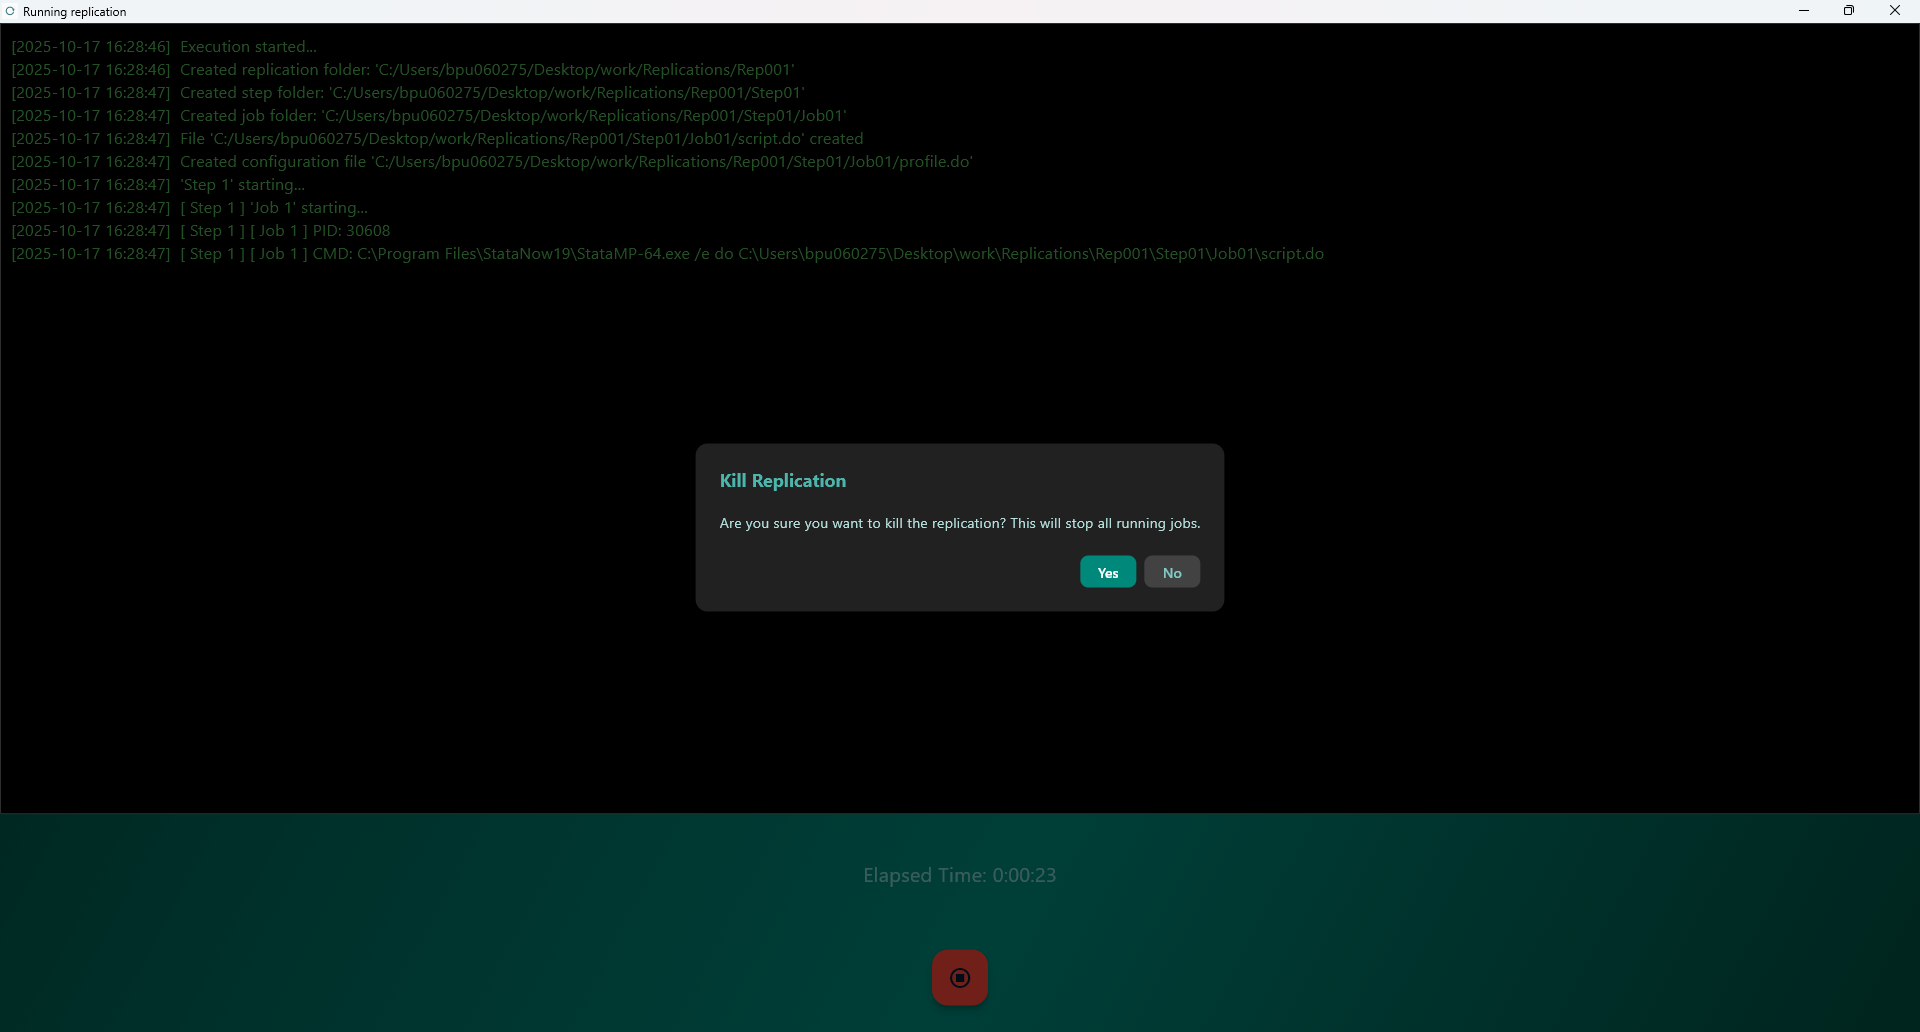 Running replication
[2025-10-17 16:28:46] Execution started...
[2025-10-17 16:28:46] Created replication folder: 'C:/Users/bpu060275/Desktop/work/Replications/Rep001'
[2025-10-17 16:28:47] Created step folder: 'C:/Users/bpu060275/Desktop/work/Replications/Rep001/Step01'
[2025-10-17 16:28:47] Created job folder: 'C:/Users/bpu060275/Desktop/work/Replications/Rep001/Step01/Job01'
[2025-10-17 16:28:47] File 'C:/Users/bpu060275/Desktop/work/Replications/Rep001/Step01/Job01/script.do' created
[2025-10-17 16:28:47] Created configuration file 'C:/Users/bpu060275/Desktop/work/Replications/Rep001/Step01/Job01/profile.do'
[2025-10-17 16:28:47] 'Step 1' starting...
[2025-10-17 16:28:47] [ Step 1 ] 'Job 1' starting...
[2025-10-17 16:28:47] [ Step 1 ] [ Job 1 ] PID: 30608
[2025-10-17 16:28:47] [ Step 1 ] [ Job 1 ] CMD: C:\Program Files\StataNow19\StataMP-64.exe /e do C:\Users\bpu060275\Desktop\work\Replications\Rep001\Step01\Job01\script.do
Kill Replication
Are you sure you want to kill the replication? This will stop all running jobs.
Yes No
Elapsed Time: 0:00:23